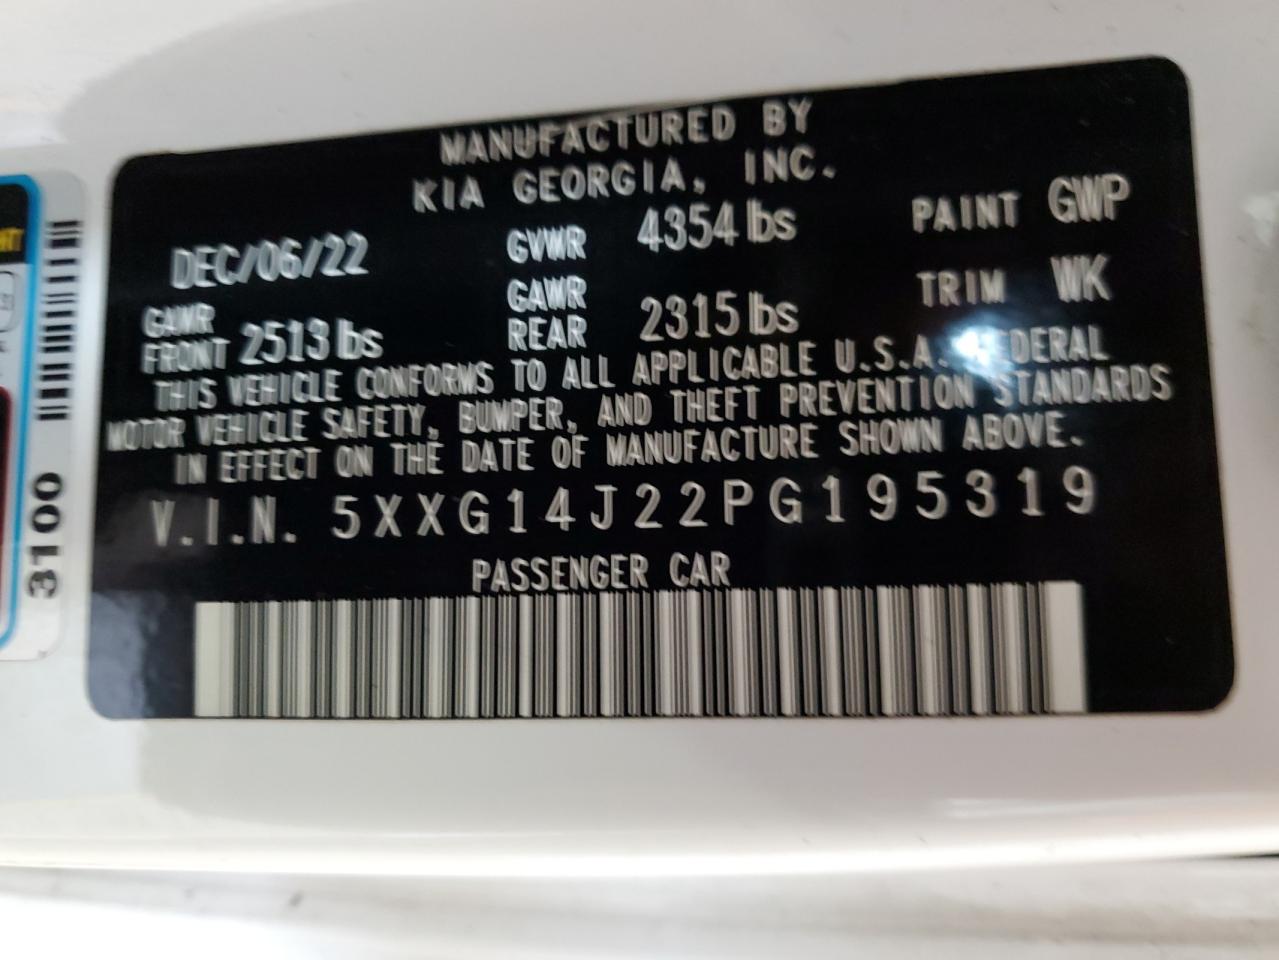 MANUFACTURED BY
KIA GEORGIA, INC.
DEC/06/22 GVWR 4354 lbs PAINT GWP
GAWR FRONT 2513 lbs GAWR REAR 2315 lbs TRIM WK
THIS VEHICLE CONFORMS TO ALL APPLICABLE U.S.A. FEDERAL
MOTOR VEHICLE SAFETY, BUMPER, AND THEFT PREVENTION STANDARDS
IN EFFECT ON THE DATE OF MANUFACTURE SHOWN ABOVE.
V.I.N. 5XXG14J22PG195319
PASSENGER CAR
3100